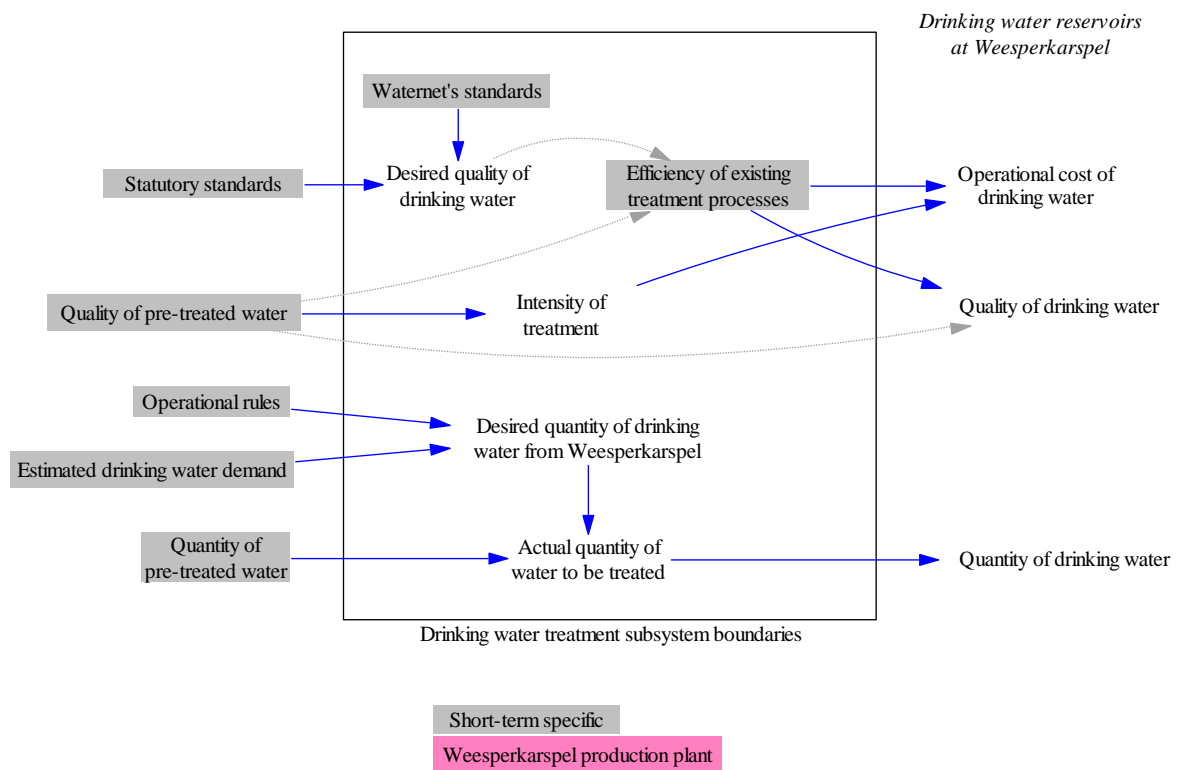 Drinking water reservoirs
at Weesperkarspel
Waternet's standards
Statutory standards
Desired quality of
drinking water
Efficiency of existing
treatment processes
Operational cost of
drinking water
Quality of pre-treated water
Intensity of
treatment
Quality of drinking water
Operational rules
Estimated drinking water demand
Desired quantity of drinking
water from Weesperkarspel
Quantity of
pre-treated water
Actual quantity of
water to be treated
Quantity of drinking water
Drinking water treatment subsystem boundaries
Short-term specific
Weesperkarspel production plant